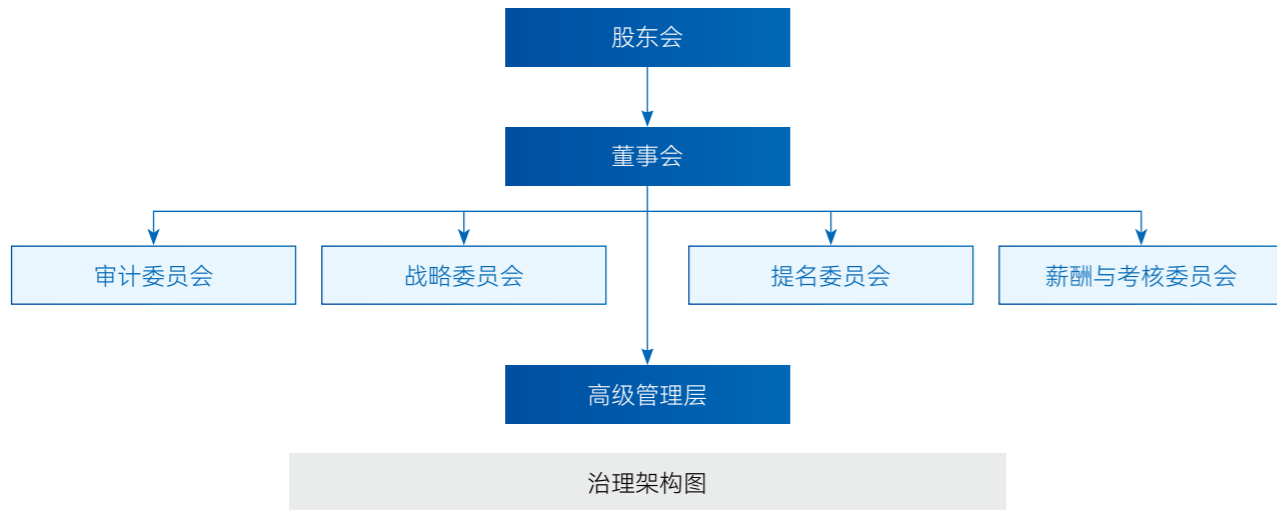 股东会
董事会
审计委员会
战略委员会
提名委员会
薪酬与考核委员会
高级管理层
治理架构图